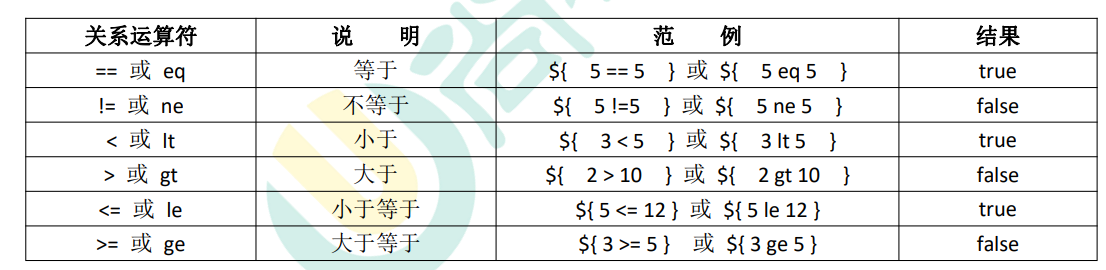 关系运算符 说 明 范 例 结果
== 或 eq 等于 ${ 5 == 5 } 或 ${ 5 eq 5 } true
!= 或 ne 不等于 ${ 5 !=5 } 或 ${ 5 ne 5 } false
< 或 lt 小于 ${ 3 < 5 } 或 ${ 3 lt 5 } true
> 或 gt 大于 ${ 2 > 10 } 或 ${ 2 gt 10 } false
<= 或 le 小于等于 ${ 5 <= 12 } 或 ${ 5 le 12 } true
>= 或 ge 大于等于 ${ 3 >= 5 } 或 ${ 3 ge 5 } false